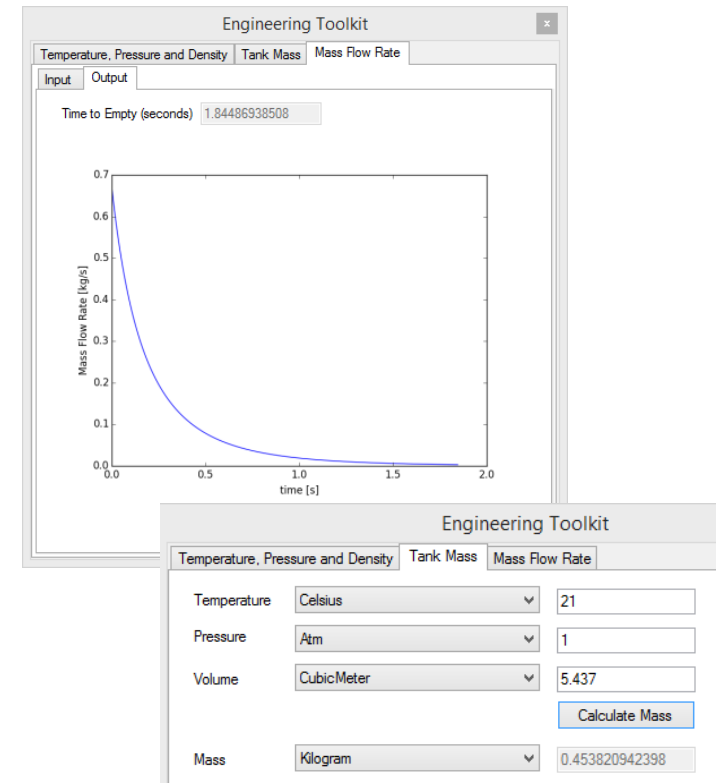 Engineering Toolkit
x
Temperature, Pressure and Density Tank Mass Mass Flow Rate
Input Output
Time to Empty (seconds) 1.84486938508
0.7
0.6
0.5
0.4
0.3
0.2
0.1
0.0
Mass Flow Rate [kg/s]
0.0 0.5 1.0 1.5 2.0
time [s]
Engineering Toolkit
Temperature, Pressure and Density Tank Mass Mass Flow Rate
Temperature Celsius 21
Pressure Atm 1
Volume CubicMeter 5.437
Calculate Mass
Mass Kilogram 0.453820942398